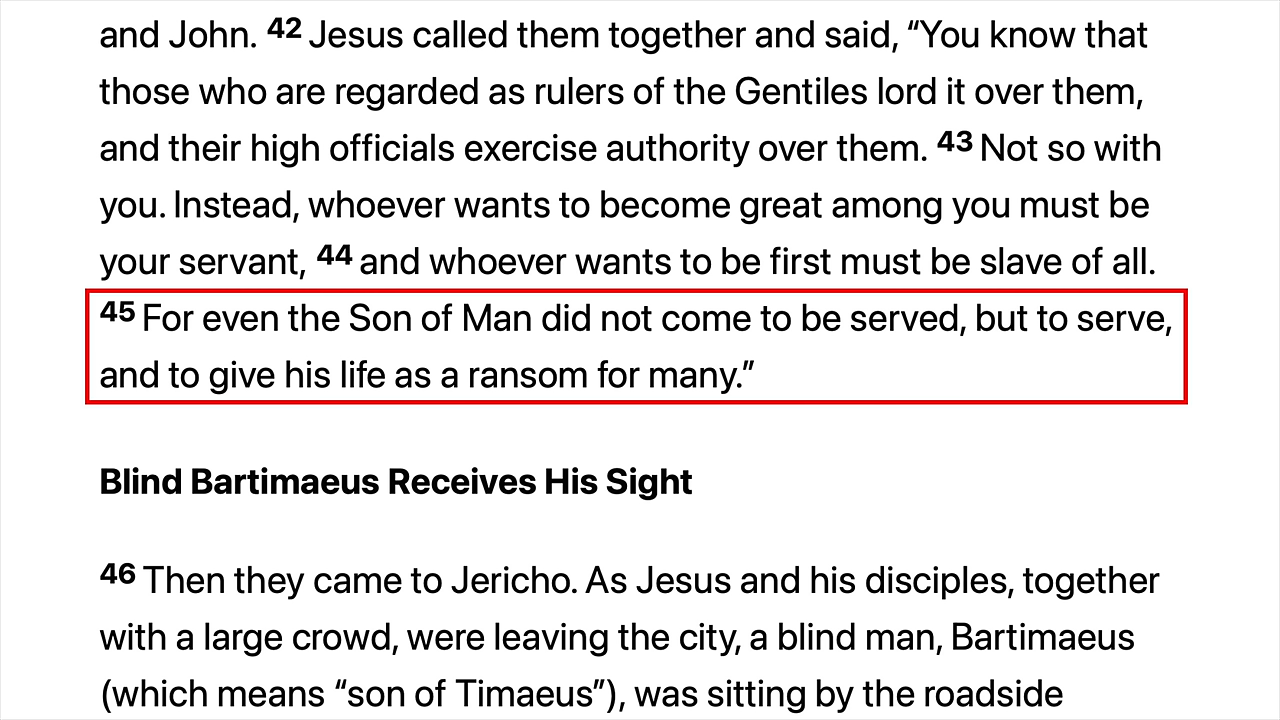 and John. 42 Jesus called them together and said, “You know that
those who are regarded as rulers of the Gentiles lord it over them,
and their high officials exercise authority over them. 43 Not so with
you. Instead, whoever wants to become great among you must be
your servant, 44 and whoever wants to be first must be slave of all.
45 For even the Son of Man did not come to be served, but to serve,
and to give his life as a ransom for many.”
Blind Bartimaeus Receives His Sight
46 Then they came to Jericho. As Jesus and his disciples, together
with a large crowd, were leaving the city, a blind man, Bartimaeus
(which means “son of Timaeus”), was sitting by the roadside